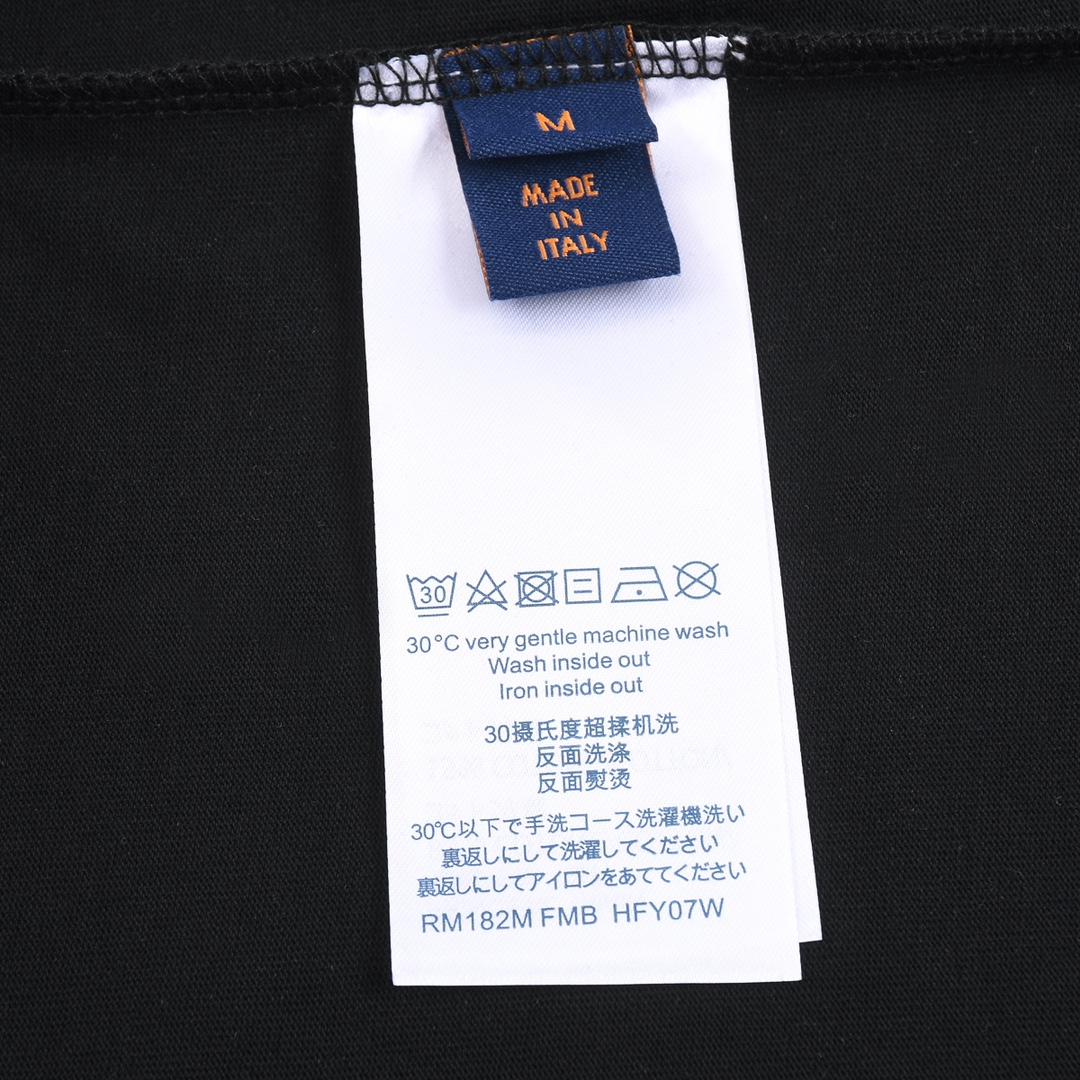 M
MADE
IN
ITALY
30
30°C very gentle machine wash
Wash inside out
Iron inside out
30摄氏度超揉机洗
反面洗涤
反面熨烫
30℃以下で手洗コース洗濯機洗い
裏返しにして洗濯してください
裏返しにしてアイロンをあててください
RM182M FMB HFY07W